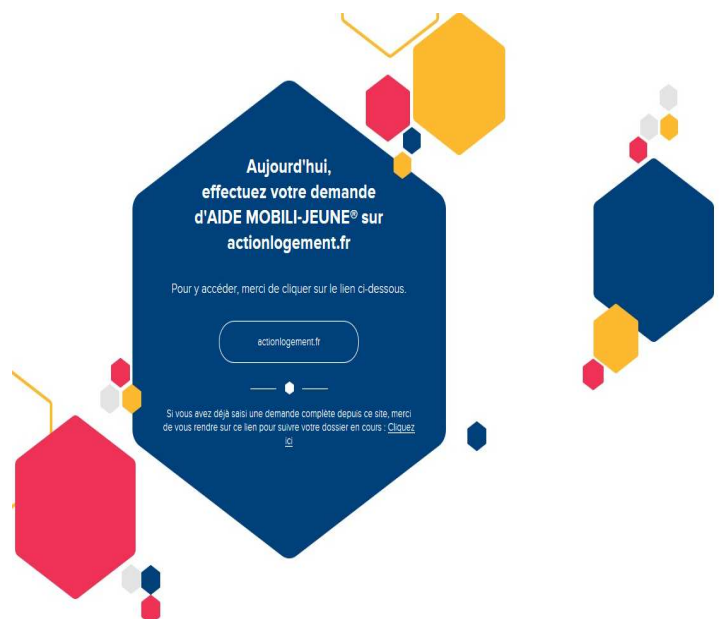 Aujourd'hui,
effectuez votre demande
d'AIDE MOBILI-JEUNE® sur
actionlogement.fr
Pour y accéder, merci de cliquer sur le lien ci-dessous.
actionlogement.fr
Si vous avez déjà saisi une demande complète depuis ce site, merci
de vous rendre sur ce lien pour suivre votre dossier en cours : Cliquez
ici